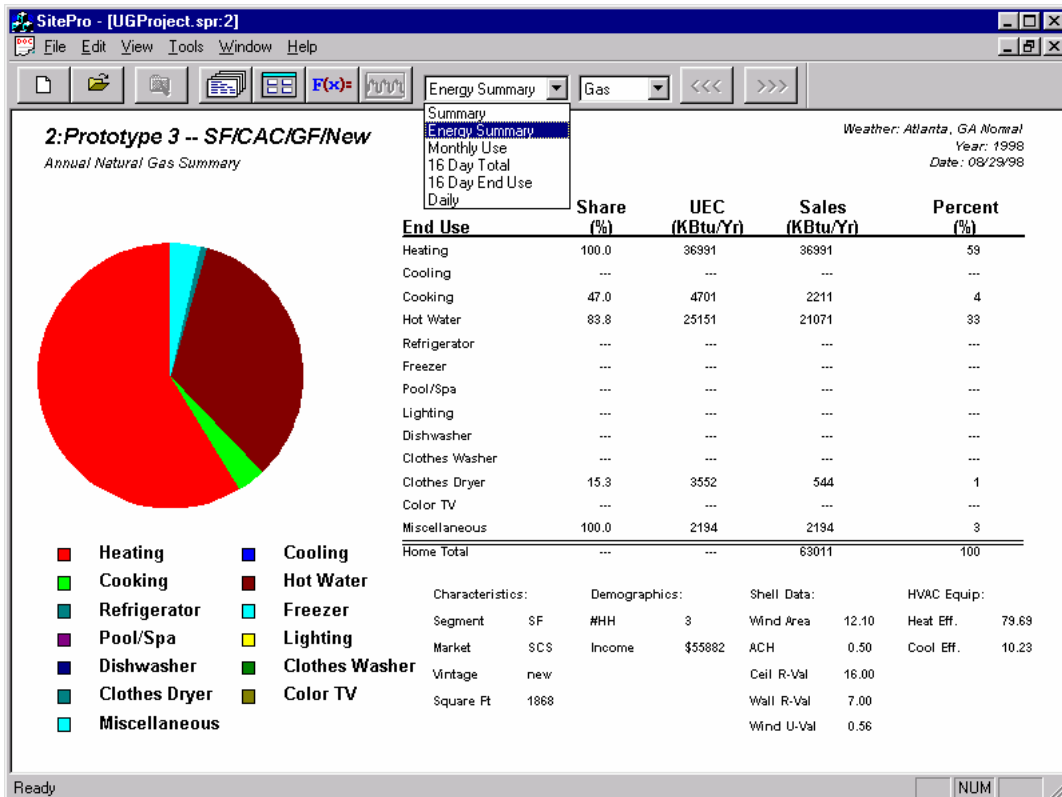 SitePro - [UGProject.spr:2]
File Edit View Tools Window Help
F(x)= Energy Summary Gas <<< >>>
Summary
Energy Summary
Monthly Use
16 Day Total
16 Day End Use
Daily
2:Prototype 3 -- SF/CAC/GF/New
Annual Natural Gas Summary
Weather: Atlanta, GA Normal
Year: 1998
Date: 08/29/98
Share UEC Sales Percent
End Use (%) (KBtu/Yr) (KBtu/Yr) (%)
Heating 100.0 36991 36991 59
Cooling --- --- --- ---
Cooking 47.0 4701 2211 4
Hot Water 83.8 25151 21071 33
Refrigerator --- --- --- ---
Freezer --- --- --- ---
Pool/Spa --- --- --- ---
Lighting --- --- --- ---
Dishwasher --- --- --- ---
Clothes Washer --- --- --- ---
Clothes Dryer 15.3 3552 544 1
Color TV --- --- --- ---
Miscellaneous 100.0 2194 2194 3
Home Total --- --- 63011 100
Heating Cooling
Cooking Hot Water
Refrigerator Freezer
Pool/Spa Lighting
Dishwasher Clothes Washer
Clothes Dryer Color TV
Miscellaneous
Characteristics: Demographics: Shell Data: HVAC Equip:
Segment SF #HH 3 Wind Area 12.10 Heat Eff. 79.69
Market SCS Income $55882 ACH 0.50 Cool Eff. 10.23
Vintage new Ceil R-Val 16.00
Square Ft 1868 Wall R-Val 7.00
Wind U-Val 0.56
Ready NUM